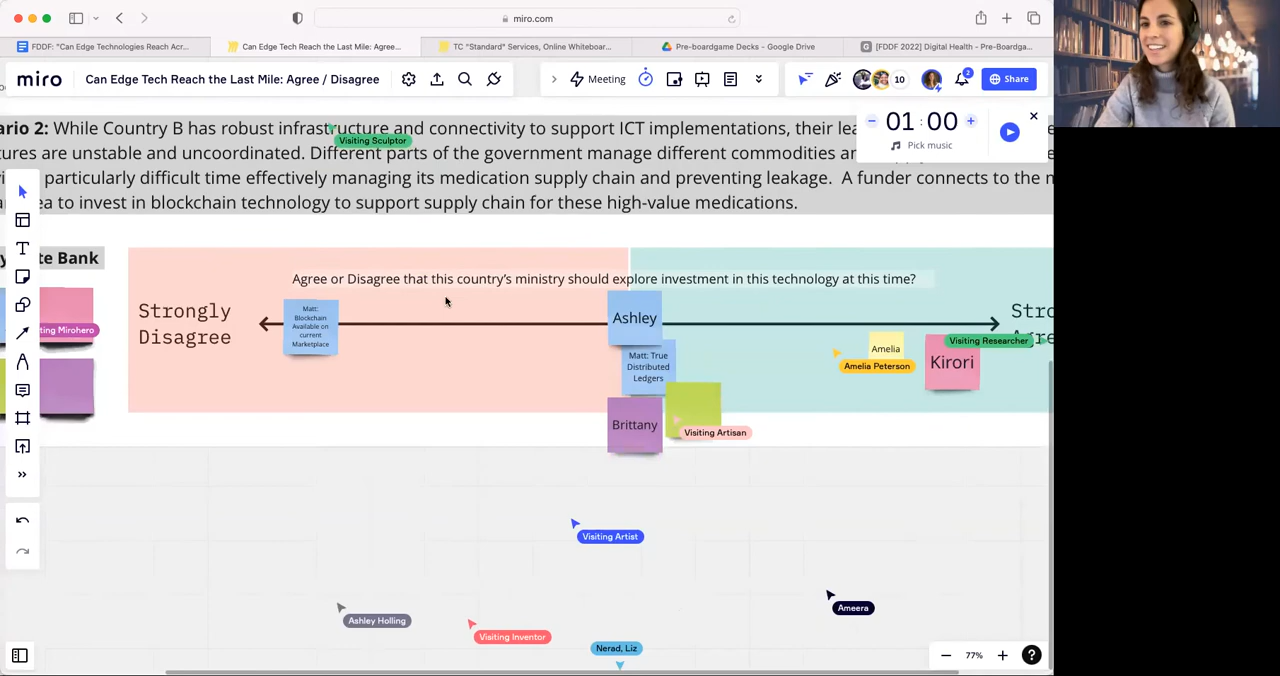 miro.com
FDDF: "Can Edge Technologies Reach Acr...
Can Edge Tech Reach the Last Mile: Agree...
TC "Standard" Services, Online Whiteboar...
Pre-boardgame Decks - Google Drive
[FDDF 2022] Digital Health - Pre-Boardga...
miro
Can Edge Tech Reach the Last Mile: Agree / Disagree
Meeting
10
2
Share
01 : 00
Pick music
ario 2: While Country B has robust infrastructure and connectivity to support ICT implementations, their lea
tures are unstable and uncoordinated. Different parts of the government manage different commodities an
particularly difficult time effectively managing its medication supply chain and preventing leakage. A funder connects to the m
ea to invest in blockchain technology to support supply chain for these high-value medications.
Visiting Sculptor
te Bank
Agree or Disagree that this country's ministry should explore investment in this technology at this time?
Strongly
Disagree
Matt:
Blockchain
Available on
current
Marketplace
Ashley
Matt: True
Distributed
Ledgers
Brittany
Visiting Artisan
Amelia
Amelia Peterson
Kirori
Visiting Researcher
Stro
Agre
ting Mirohero
Visiting Artist
Ashley Holling
Visiting Inventor
Nerad, Liz
Ameera
77%